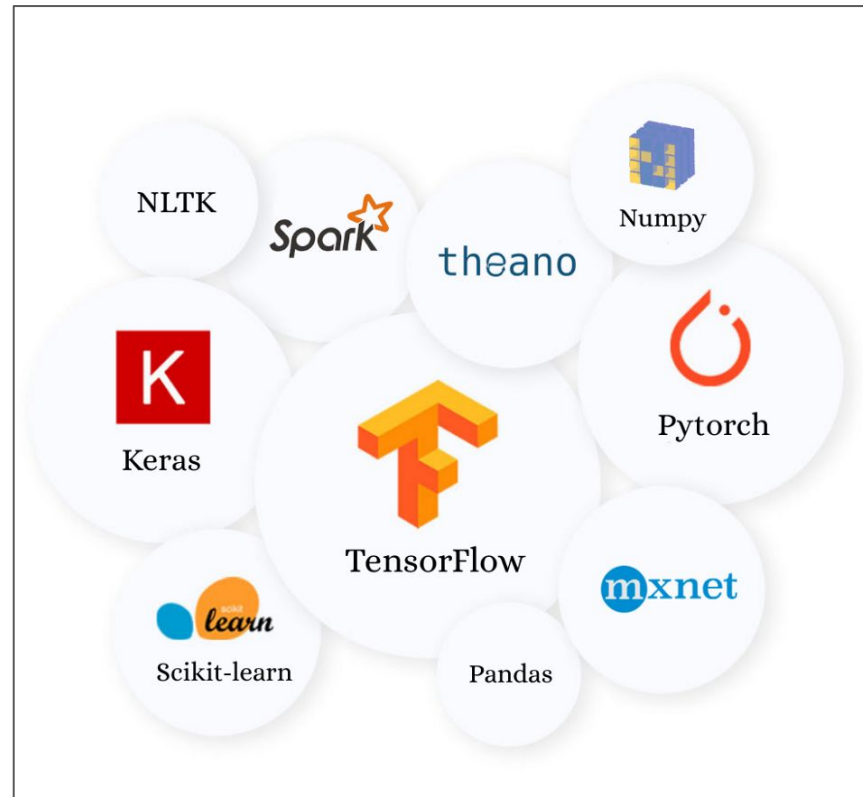 NLTK
Spark
theano
Numpy
K
Keras
TensorFlow
Pytorch
scikit
learn
Scikit-learn
Pandas
mxnet